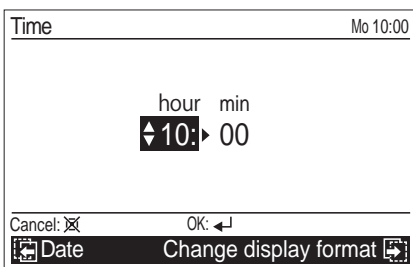 Time Mo 10:00
hour min
10: 00
Cancel: OK:
Date Change display format